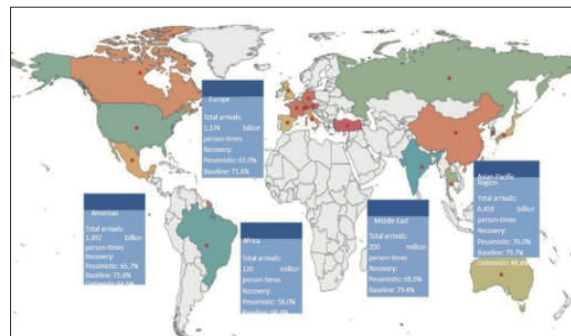 Europe
Total arrivals:
1.374 billion
person-times
Recovery:
Pessimistic: 61.0%
Baseline: 71.6%
Asian-Pacific
Region
Total arrivals:
6.458 billion
person-times
Recovery:
Pessimistic: 70.0%
Baseline: 79.7%
Americas
Total arrivals:
1.392 billion
person-times
Recovery:
Pessimistic: 65.7%
Baseline: 75.6%
Africa
Total arrivals:
120 million
person-times
Recovery:
Pessimistic: 58.0%
Middle East
Total arrivals:
200 million
person-times
Recovery:
Pessimistic: 68.6%
Baseline: 79.4%